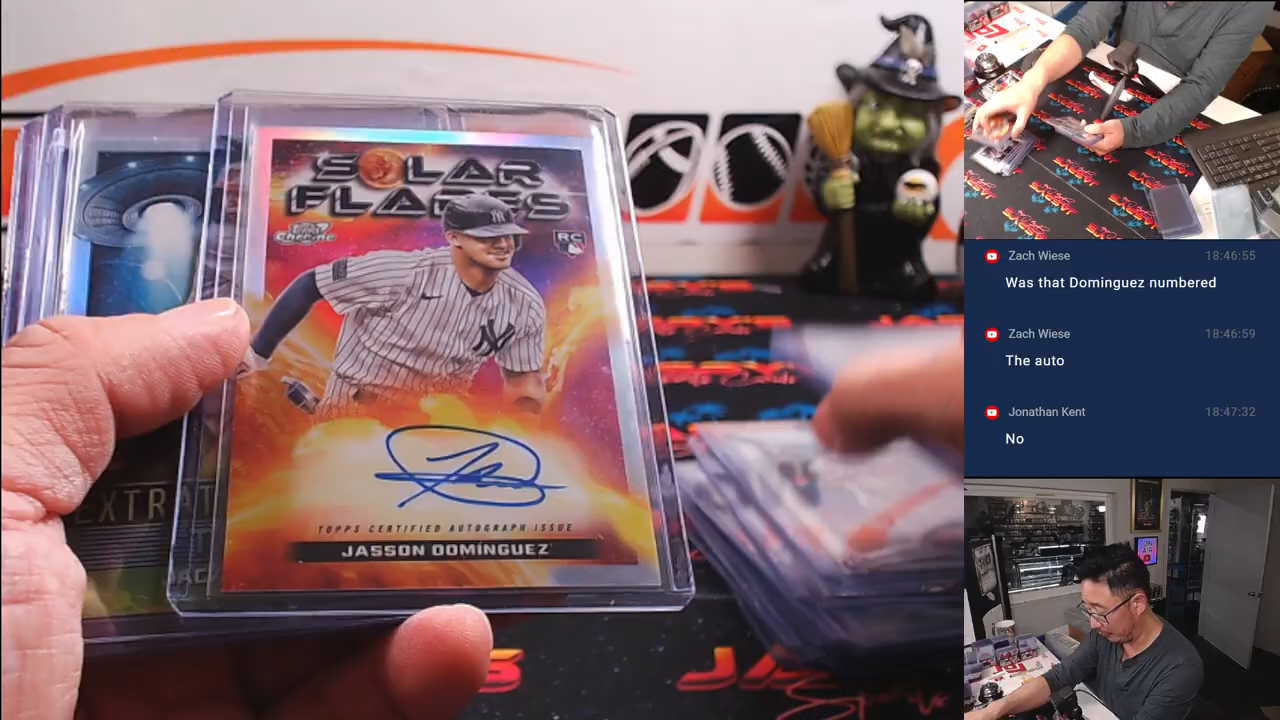 SOLAR
FLARES
Topps
Chrome
RC
TOPPS CERTIFIED AUTOGRAPH ISSUE
JASSON DOMÍNGUEZ
EXTRAT
JAC
Zach Wiese
18:46:55
Was that Dominguez numbered
Zach Wiese
18:46:59
The auto
Jonathan Kent
18:47:32
No